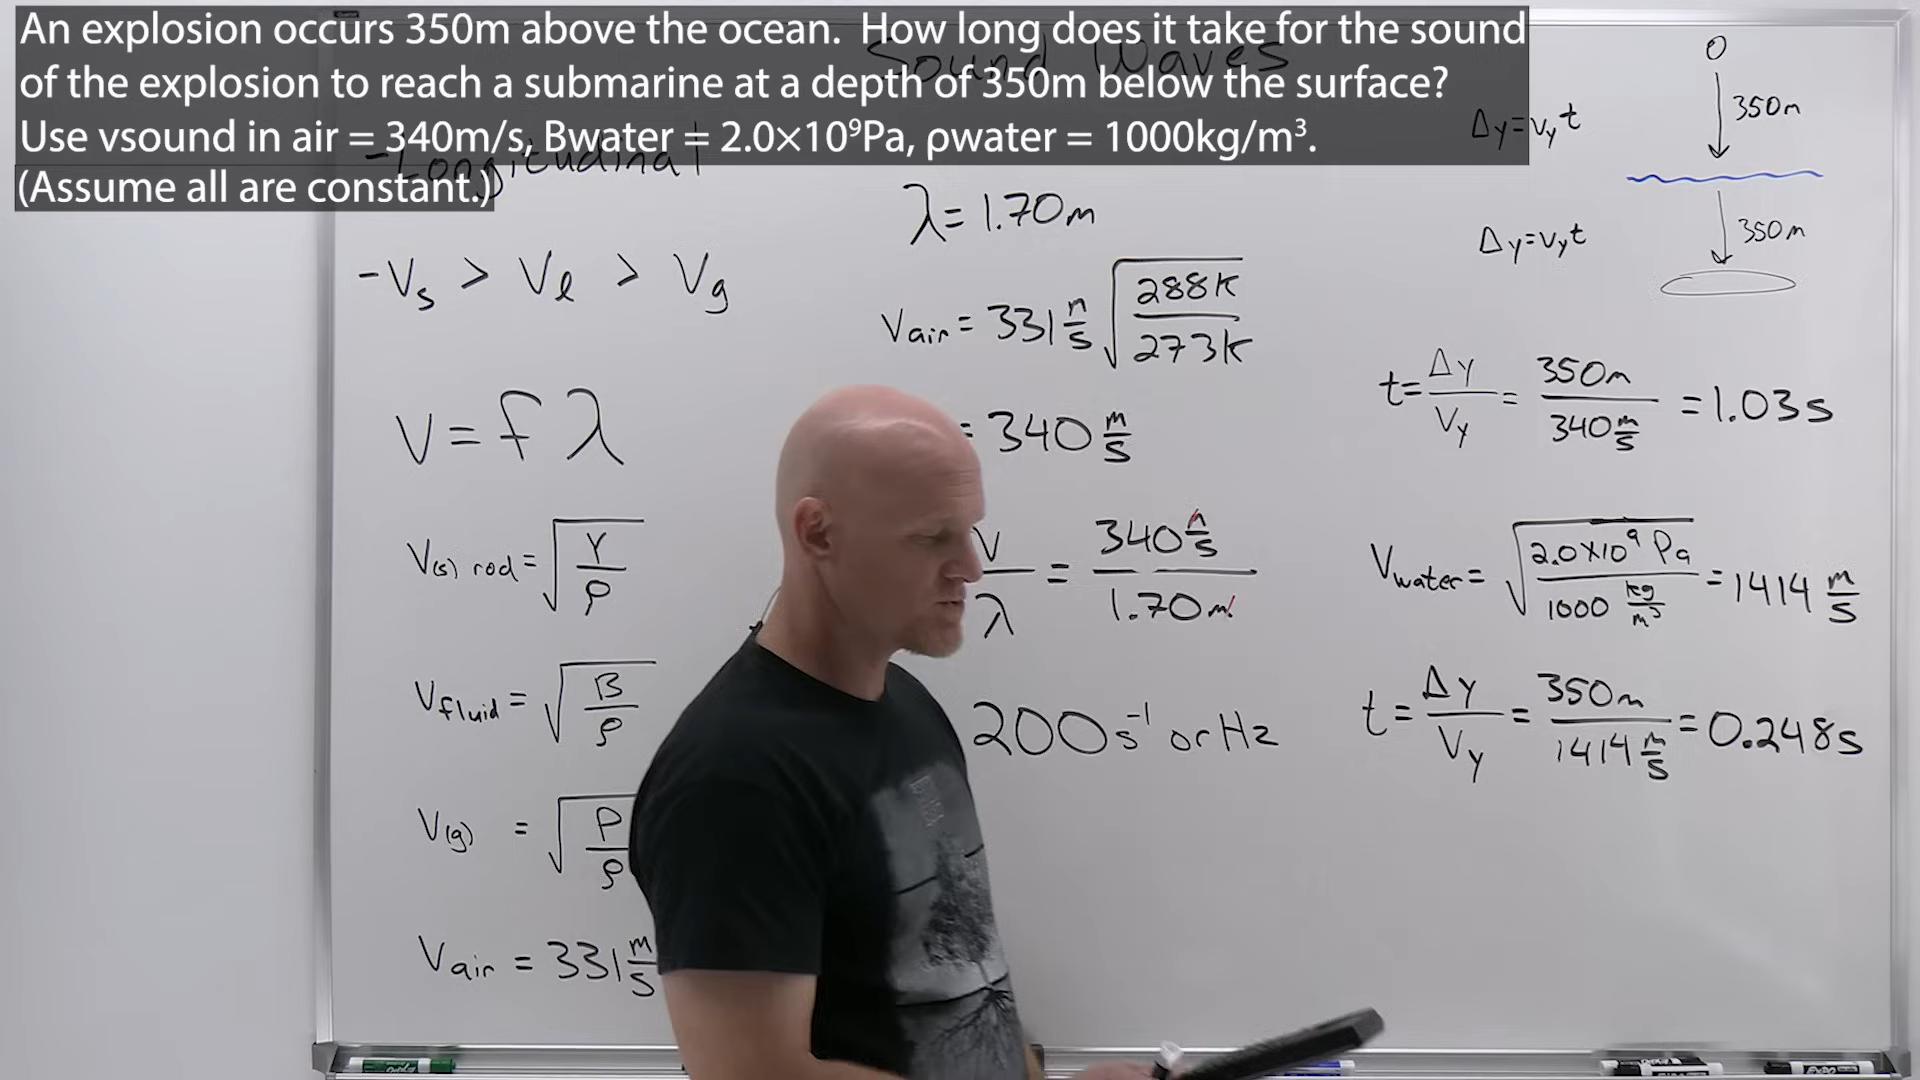 An explosion occurs 350m above the ocean. How long does it take for the sound
of the explosion to reach a submarine at a depth of 350m below the surface?
Use vsound in air = 340m/s, Bwater = 2.0×10⁹Pa, ρwater = 1000kg/m³.
(Assume all are constant.)
Sound Waves
-Longitudinal
-Vs > Vl > Vg
V = f λ
V(s) rod = √(Y/ρ)
Vfluid = √(B/ρ)
V(g) = √(P/ρ)
Vair = 331 m/s
λ = 1.70m
Vair = 331 m/s √(288K/273K)
= 340 m/s
V/λ = 340 m/s / 1.70m
200 s⁻¹ or Hz
O
350m
Δy = vyt
350m
Δy = vyt
t = Δy/Vy = 350m / 340 m/s = 1.03s
Vwater = √(2.0×10⁹ Pa / 1000 kg/m³) = 1414 m/s
t = Δy/Vy = 350m / 1414 m/s = 0.248s